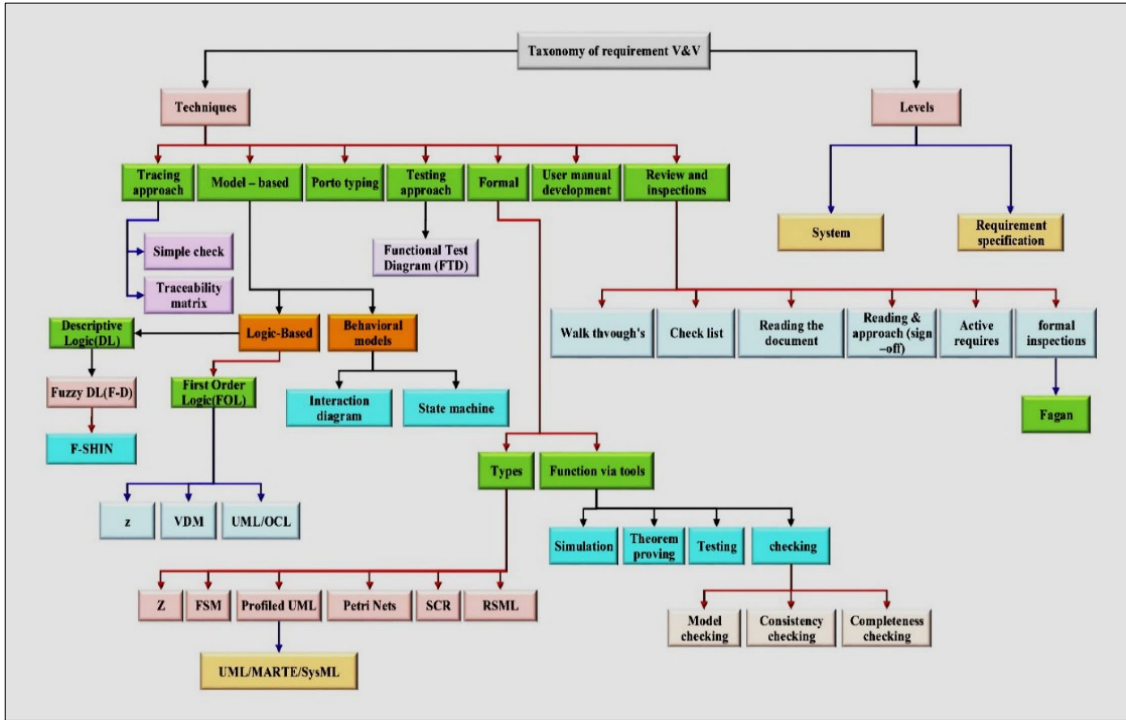 Taxonomy of requirement V&V
Techniques
Levels
Tracing
approach
Model – based
Porto typing
Testing
approach
Formal
User manual
development
Review and
inspections
System
Requirement
specification
Simple check
Functional Test
Diagram (FTD)
Traceability
matrix
Descriptive
Logic(DL)
Logic-Based
Behavioral
models
Walk through's
Check list
Reading the
document
Reading &
approach (sign
–off)
Active
requires
formal
inspections
Fuzzy DL(F-D)
First Order
Logic(FOL)
Interaction
diagram
State machine
Fagan
F-SHIN
Types
Function via tools
z
VDM
UML/OCL
Simulation
Theorem
proving
Testing
checking
Z
FSM
Profiled UML
Petri Nets
SCR
RSML
Model
checking
Consistency
checking
Completeness
checking
UML/MARTE/SysML